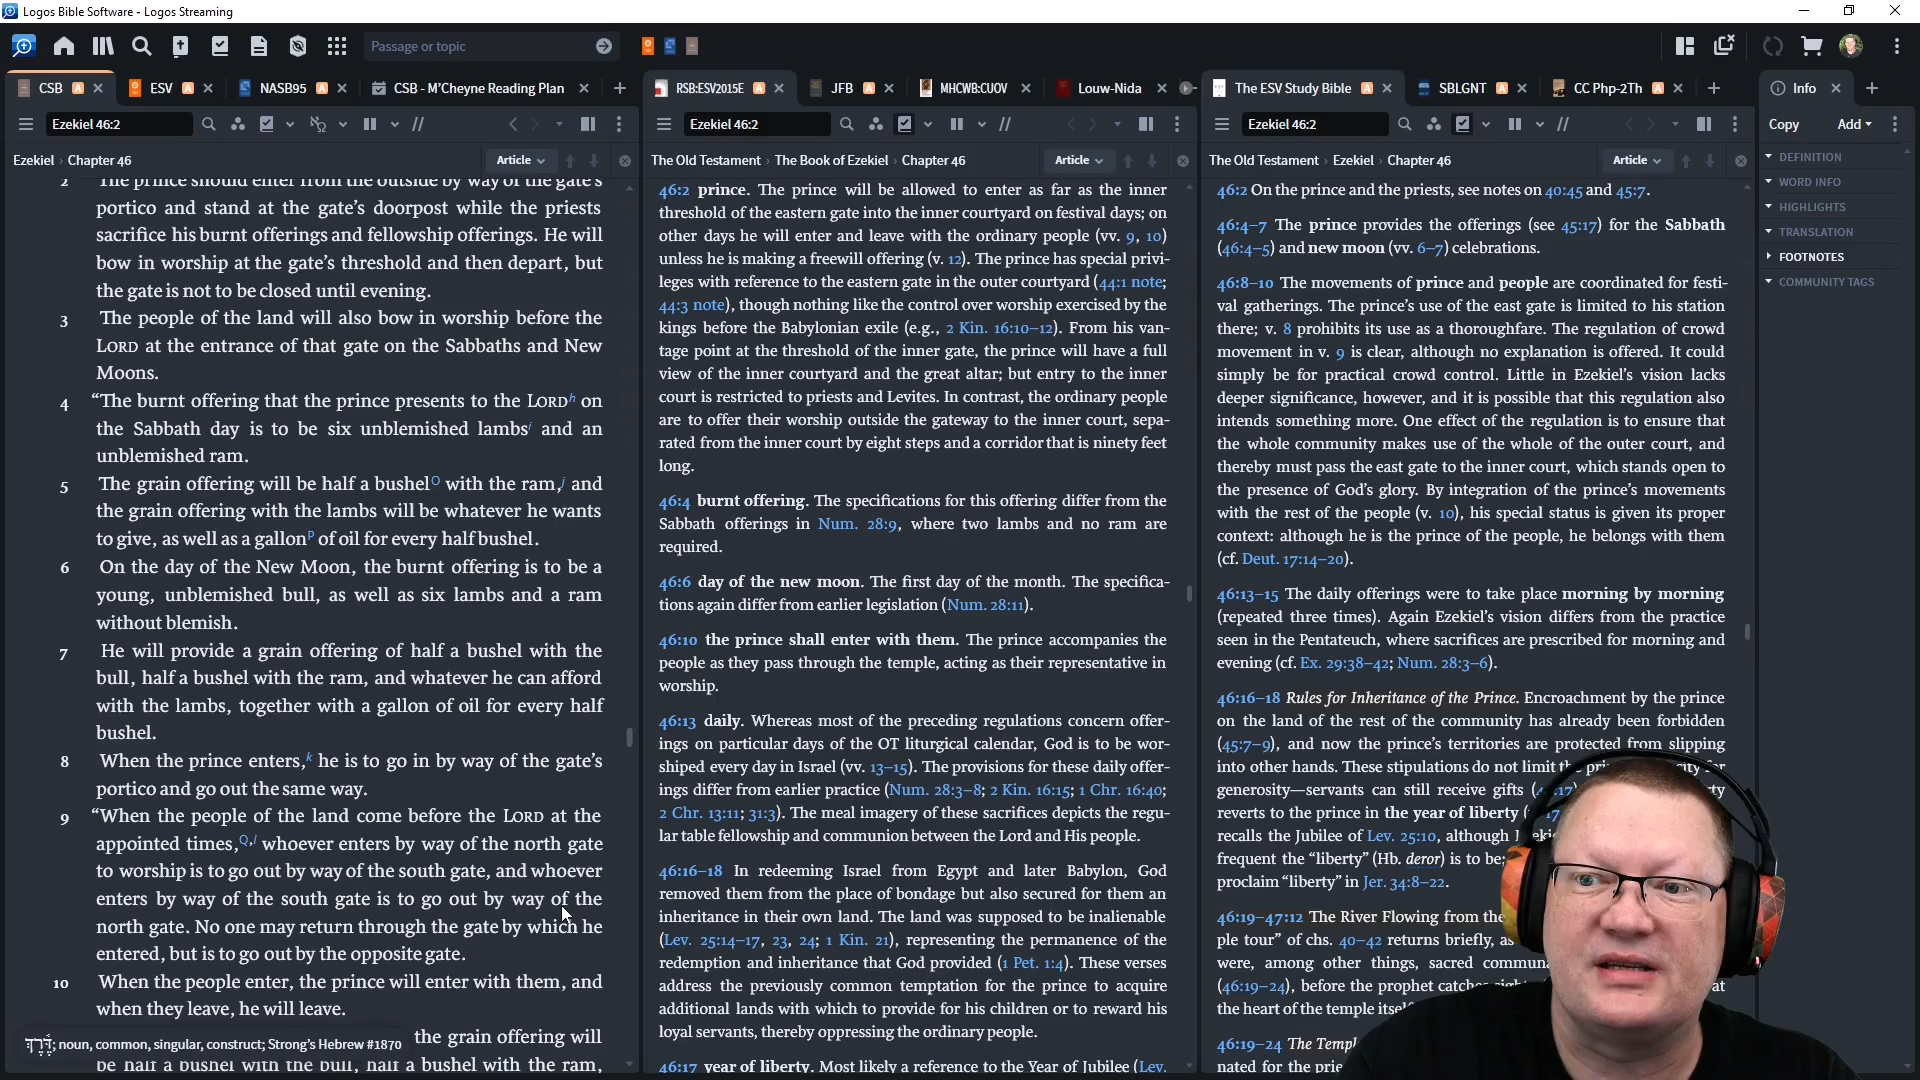 Logos Bible Software - Logos Streaming
Passage or topic
CSB A
ESV A
NASB95 A
CSB - M'Cheyne Reading Plan
RSB:ESV2015E A
JFB A
MHCWB:CUOV
Louw-Nida
The ESV Study Bible A
SBLGNT A
CC Php-2Th A
Info
Ezekiel 46:2
Ezekiel 46:2
Ezekiel 46:2
Copy
Add
Ezekiel › Chapter 46
Article
2 The prince should enter from the outside by way of the gate's
portico and stand at the gate's doorpost while the priests
sacrifice his burnt offerings and fellowship offerings. He will
bow in worship at the gate's threshold and then depart, but
the gate is not to be closed until evening.
3 The people of the land will also bow in worship before the
LORD at the entrance of that gate on the Sabbaths and New
Moons.
4 “The burnt offering that the prince presents to the LORDh on
the Sabbath day is to be six unblemished lambsi and an
unblemished ram.
5 The grain offering will be half a bushelO with the ram,j and
the grain offering with the lambs will be whatever he wants
to give, as well as a gallonP of oil for every half bushel.
6 On the day of the New Moon, the burnt offering is to be a
young, unblemished bull, as well as six lambs and a ram
without blemish.
7 He will provide a grain offering of half a bushel with the
bull, half a bushel with the ram, and whatever he can afford
with the lambs, together with a gallon of oil for every half
bushel.
8 When the prince enters,k he is to go in by way of the gate's
portico and go out the same way.
9 “When the people of the land come before the LORD at the
appointed times,Q,l whoever enters by way of the north gate
to worship is to go out by way of the south gate, and whoever
enters by way of the south gate is to go out by way of the
north gate. No one may return through the gate by which he
entered, but is to go out by the opposite gate.
10 When the people enter, the prince will enter with them, and
when they leave, he will leave.
the grain offering will
be half a bushel with the bull, half a bushel with the ram,
noun, common, singular, construct; Strong's Hebrew #1870
The Old Testament › The Book of Ezekiel › Chapter 46
Article
46:2 prince. The prince will be allowed to enter as far as the inner
threshold of the eastern gate into the inner courtyard on festival days; on
other days he will enter and leave with the ordinary people (vv. 9, 10)
unless he is making a freewill offering (v. 12). The prince has special privi-
leges with reference to the eastern gate in the outer courtyard (44:1 note;
44:3 note), though nothing like the control over worship exercised by the
kings before the Babylonian exile (e.g., 2 Kin. 16:10–12). From his van-
tage point at the threshold of the inner gate, the prince will have a full
view of the inner courtyard and the great altar; but entry to the inner
court is restricted to priests and Levites. In contrast, the ordinary people
are to offer their worship outside the gateway to the inner court, sepa-
rated from the inner court by eight steps and a corridor that is ninety feet
long.
46:4 burnt offering. The specifications for this offering differ from the
Sabbath offerings in Num. 28:9, where two lambs and no ram are
required.
46:6 day of the new moon. The first day of the month. The specifica-
tions again differ from earlier legislation (Num. 28:11).
46:10 the prince shall enter with them. The prince accompanies the
people as they pass through the temple, acting as their representative in
worship.
46:13 daily. Whereas most of the preceding regulations concern offer-
ings on particular days of the OT liturgical calendar, God is to be wor-
shiped every day in Israel (vv. 13–15). The provisions for these daily offer-
ings differ from earlier practice (Num. 28:3–8; 2 Kin. 16:15; 1 Chr. 16:40;
2 Chr. 13:11; 31:3). The meal imagery of these sacrifices depicts the regu-
lar table fellowship and communion between the Lord and His people.
46:16–18 In redeeming Israel from Egypt and later Babylon, God
removed them from the place of bondage but also secured for them an
inheritance in their own land. The land was supposed to be inalienable
(Lev. 25:14–17, 23, 24; 1 Kin. 21), representing the permanence of the
redemption and inheritance that God provided (1 Pet. 1:4). These verses
address the previously common temptation for the prince to acquire
additional lands with which to provide for his children or to reward his
loyal servants, thereby oppressing the ordinary people.
46:17 year of liberty. Most likely a reference to the Year of Jubilee (Lev.
The Old Testament › Ezekiel › Chapter 46
Article
46:2 On the prince and the priests, see notes on 40:45 and 45:7.
46:4–7 The prince provides the offerings (see 45:17) for the Sabbath
(46:4–5) and new moon (vv. 6–7) celebrations.
46:8–10 The movements of prince and people are coordinated for festi-
val gatherings. The prince's use of the east gate is limited to his station
there; v. 8 prohibits its use as a thoroughfare. The regulation of crowd
movement in v. 9 is clear, although no explanation is offered. It could
simply be for practical crowd control. Little in Ezekiel's vision lacks
deeper significance, however, and it is possible that this regulation also
intends something more. One effect of the regulation is to ensure that
the whole community makes use of the whole of the outer court, and
thereby must pass the east gate to the inner court, which stands open to
the presence of God's glory. By integration of the prince's movements
with the rest of the people (v. 10), his special status is given its proper
context: although he is the prince of the people, he belongs with them
(cf. Deut. 17:14–20).
46:13–15 The daily offerings were to take place morning by morning
(repeated three times). Again Ezekiel's vision differs from the practice
seen in the Pentateuch, where sacrifices are prescribed for morning and
evening (cf. Ex. 29:38–42; Num. 28:3–6).
46:16–18 Rules for Inheritance of the Prince. Encroachment by the prince
on the land of the rest of the community has already been forbidden
(45:7–9), and now the prince's territories are protected from slipping
into other hands. These stipulations do not limit the
generosity—servants can still receive gifts
reverts to the prince in the year of liberty
recalls the Jubilee of Lev. 25:10, although
frequent the “liberty” (Hb. deror) is to be
proclaim “liberty” in Jer. 34:8–22.
46:19–47:12 The River Flowing from the
ple tour” of chs. 40–42 returns briefly, as
were, among other things, sacred
(46:19–24), before the prophet catches at
the heart of the temple itself
46:19–24 The
nated for the
DEFINITION
WORD INFO
HIGHLIGHTS
TRANSLATION
FOOTNOTES
COMMUNITY TAGS